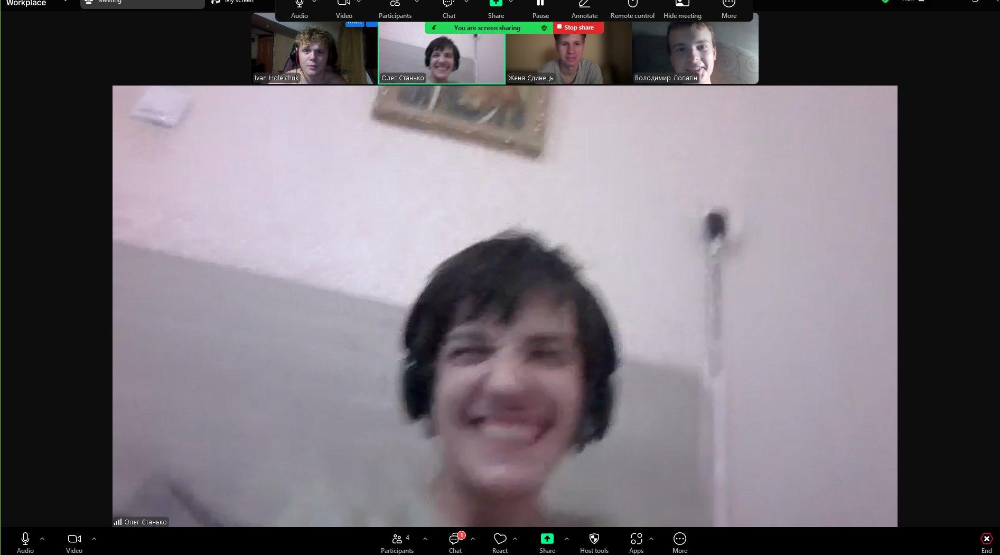 Workplace
Meeting
My screen
Audio
Video
Participants
Chat
Share
Pause
Annotate
Remote control
Hide meeting
More
You are screen sharing
Stop share
Mute
Ivan Holeichuk
Олег Станько
Женя Єдинець
Володимир Лопатін
Олег Станько
Audio
Video
4
Participants
1
Chat
React
Share
Host tools
Apps
More
End